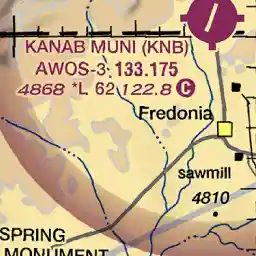 KANAB MUNI (KNB)
AWOS-3 133.175
4868 *L 62 122.8 C
Fredonia
sawmill
4810
SPRING
MONUMENT